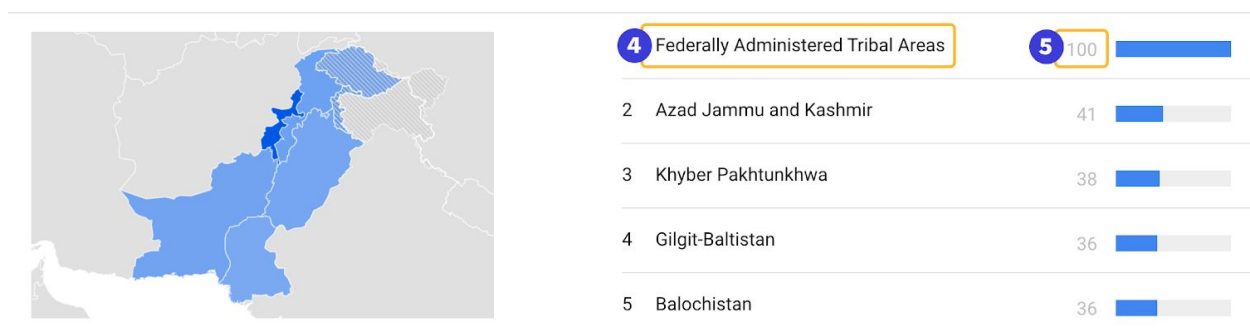 4 Federally Administered Tribal Areas 5 100
2 Azad Jammu and Kashmir 41
3 Khyber Pakhtunkhwa 38
4 Gilgit-Baltistan 36
5 Balochistan 36